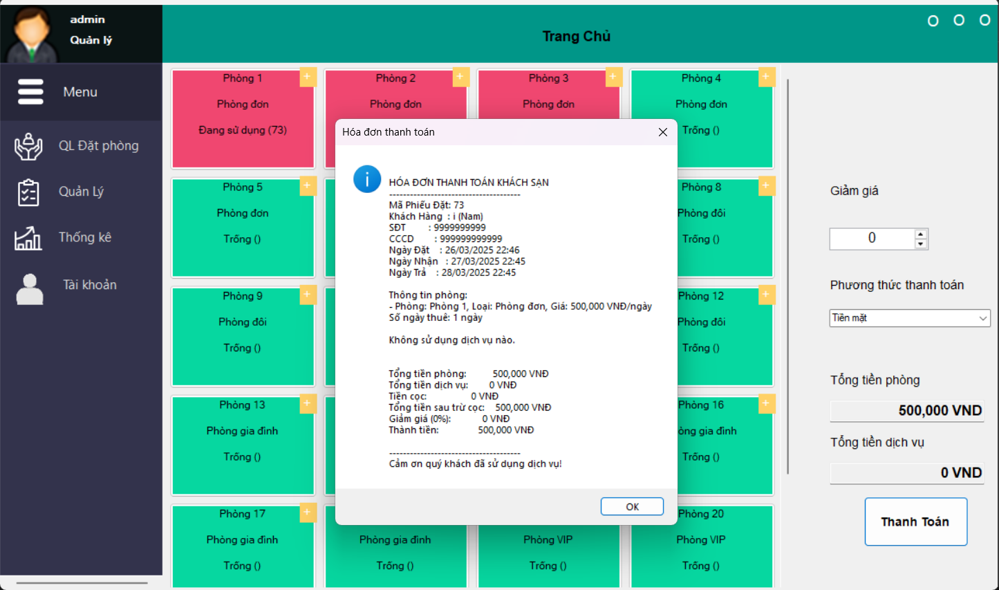 admin
Quản lý
Trang Chủ
Menu
QL Đặt phòng
Quản Lý
Thống kê
Tài khoản
Phòng 1
+
Phòng đơn
Đang sử dụng (73)
Phòng 2
+
Phòng đơn
Phòng 3
+
Phòng đơn
Phòng 4
+
Phòng đơn
Trống ()
Phòng 5
+
Phòng đơn
Trống ()
Phòng 8
+
Phòng đôi
Trống ()
Phòng 9
+
Phòng đôi
Trống ()
Phòng 12
+
Phòng đôi
Trống ()
Phòng 13
+
Phòng gia đình
Trống ()
Phòng 16
+
òng gia đình
Trống ()
Phòng 17
+
Phòng gia đình
Trống ()
Phòng gia đình
Trống ()
Phòng VIP
Trống ()
Phòng 20
Phòng VIP
Trống ()
Hóa đơn thanh toán
HÓA ĐƠN THANH TOÁN KHÁCH SẠN
--------------------------------------
Mã Phiếu Đặt: 73
Khách Hàng : i (Nam)
SĐT : 9999999999
CCCD : 999999999999
Ngày Đặt : 26/03/2025 22:46
Ngày Nhận : 27/03/2025 22:45
Ngày Trả : 28/03/2025 22:45
Thông tin phòng:
- Phòng: Phòng 1, Loại: Phòng đơn, Giá: 500,000 VNĐ/ngày
Số ngày thuê: 1 ngày
Không sử dụng dịch vụ nào.
Tổng tiền phòng: 500,000 VNĐ
Tổng tiền dịch vụ: 0 VNĐ
Tiền cọc: 0 VNĐ
Tổng tiền sau trừ cọc: 500,000 VNĐ
Giảm giá (0%): 0 VNĐ
Thành tiền: 500,000 VNĐ
--------------------------------------
Cảm ơn quý khách đã sử dụng dịch vụ!
OK
Giảm giá
0
Phương thức thanh toán
Tiền mặt
Tổng tiền phòng
500,000 VND
Tổng tiền dịch vụ
0 VND
Thanh Toán